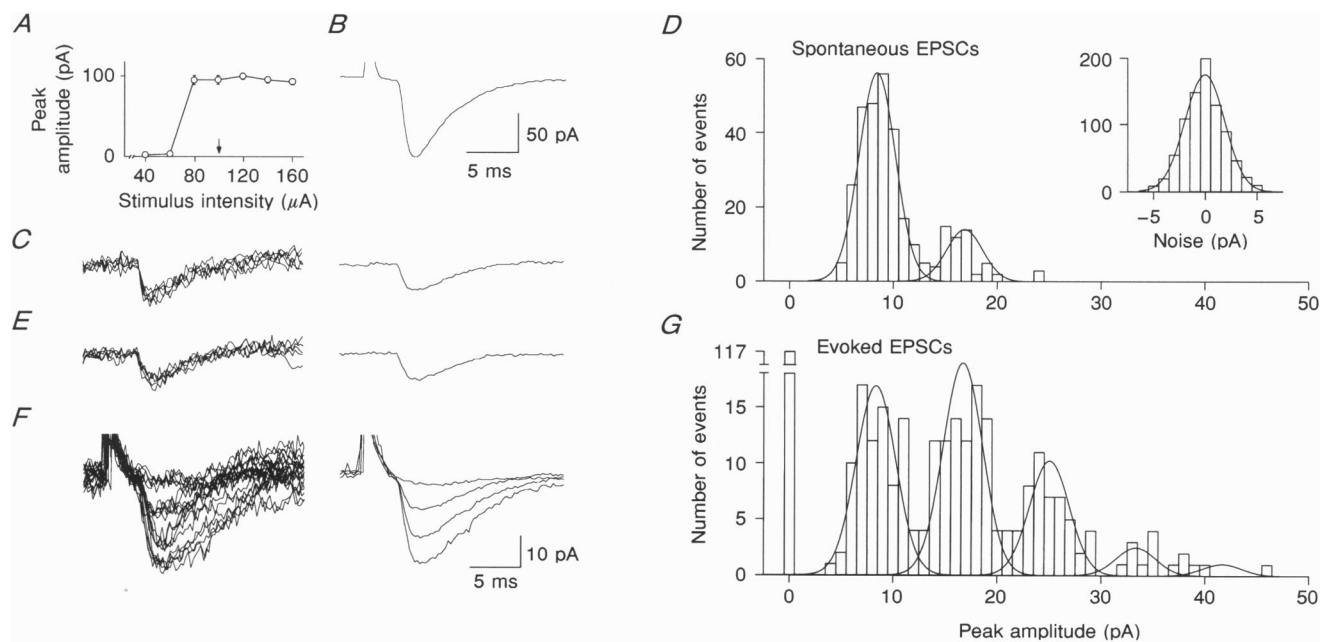 A
Peak amplitude (pA)
100
0
40 80 120 160
Stimulus intensity (μA)
B
50 pA
5 ms
C
E
F
10 pA
5 ms
D
Spontaneous EPSCs
Number of events
60
40
20
0
0 10 20 30 40 50
200
100
0
−5 0 5
Noise (pA)
G
Evoked EPSCs
Number of events
117
15
10
5
0
0 10 20 30 40 50
Peak amplitude (pA)